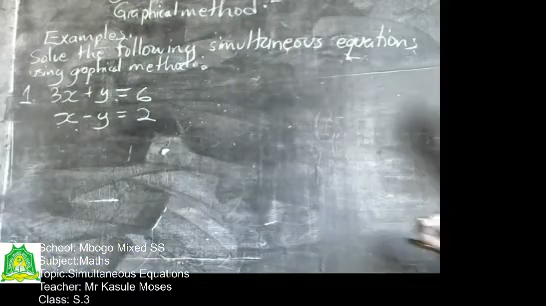 Graphical method.
Examples.
Solve the following simultaneous equations
using graphical method:
1. 3x + y = 6
x - y = 2
School: Mbogo Mixed SS
Subject:Maths
Topic:Simultaneous Equations
Teacher: Mr Kasule Moses
Class: S.3